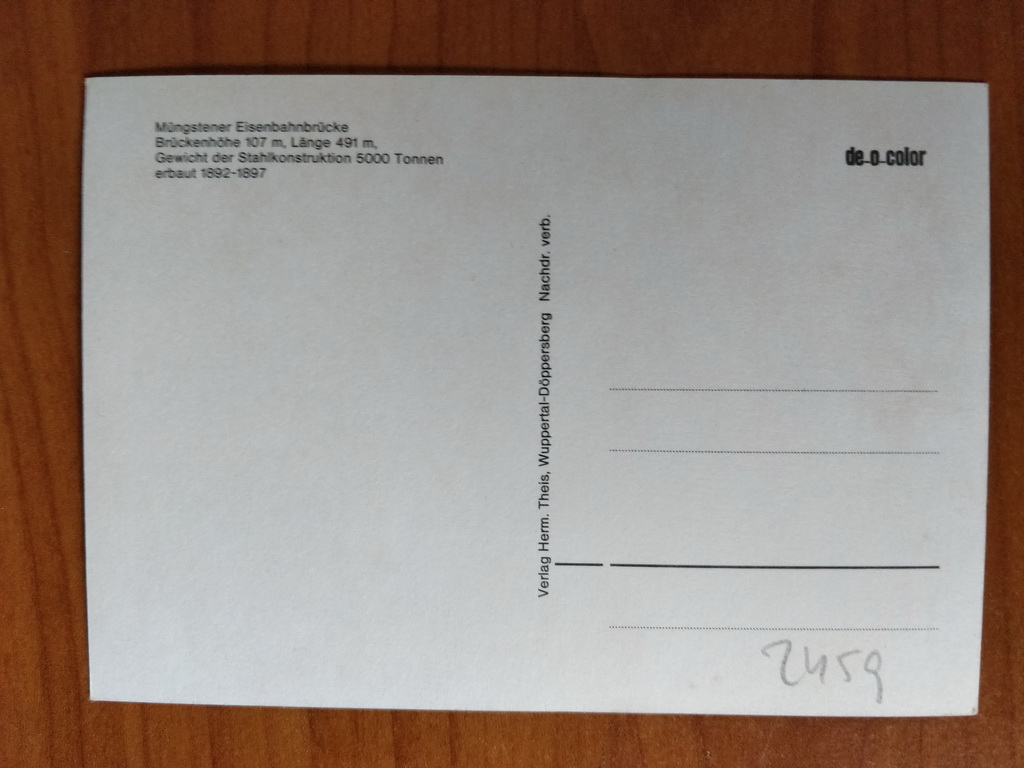 Müngstener Eisenbahnbrücke
Brückenhöhe 107 m, Länge 491 m,
Gewicht der Stahlkonstruktion 5000 Tonnen
erbaut 1892-1897
de-o-color
Verlag Herm. Theis, Wuppertal-Döppersberg Nachdr. verb.
2459